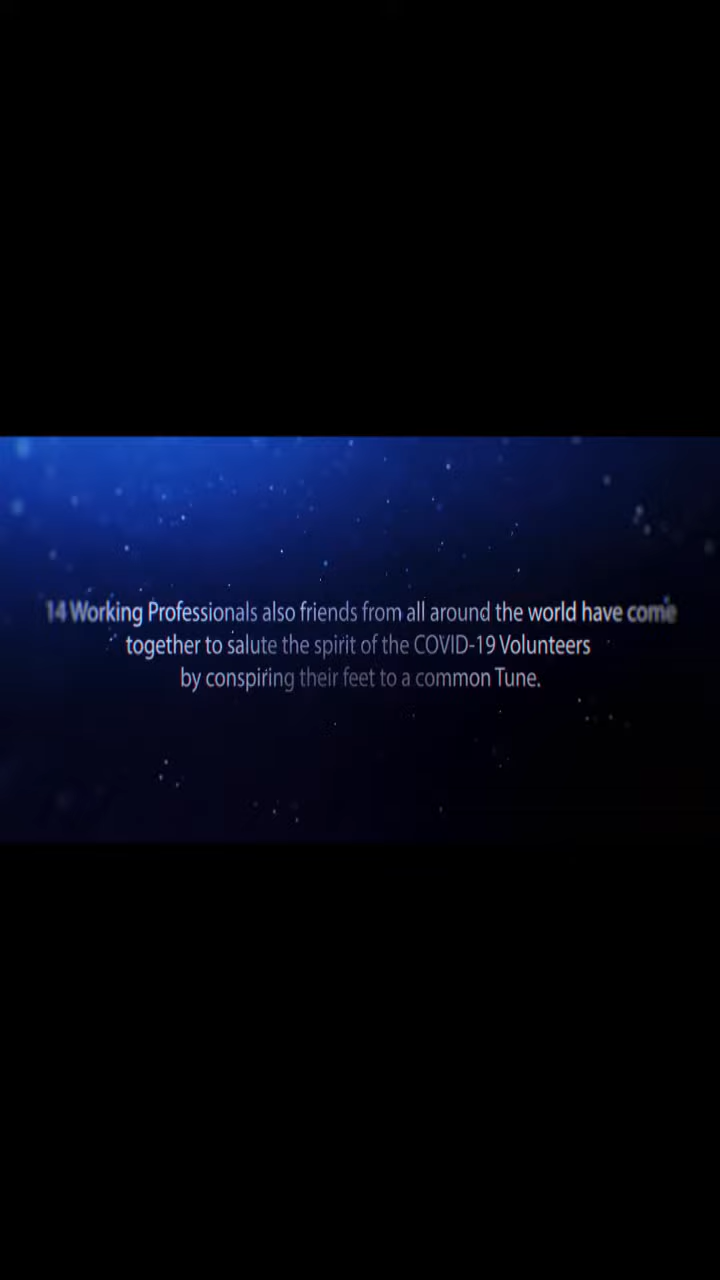 14 Working Professionals also friends from all around the world have come
together to salute the spirit of the COVID-19 Volunteers
by conspiring their feet to a common Tune.